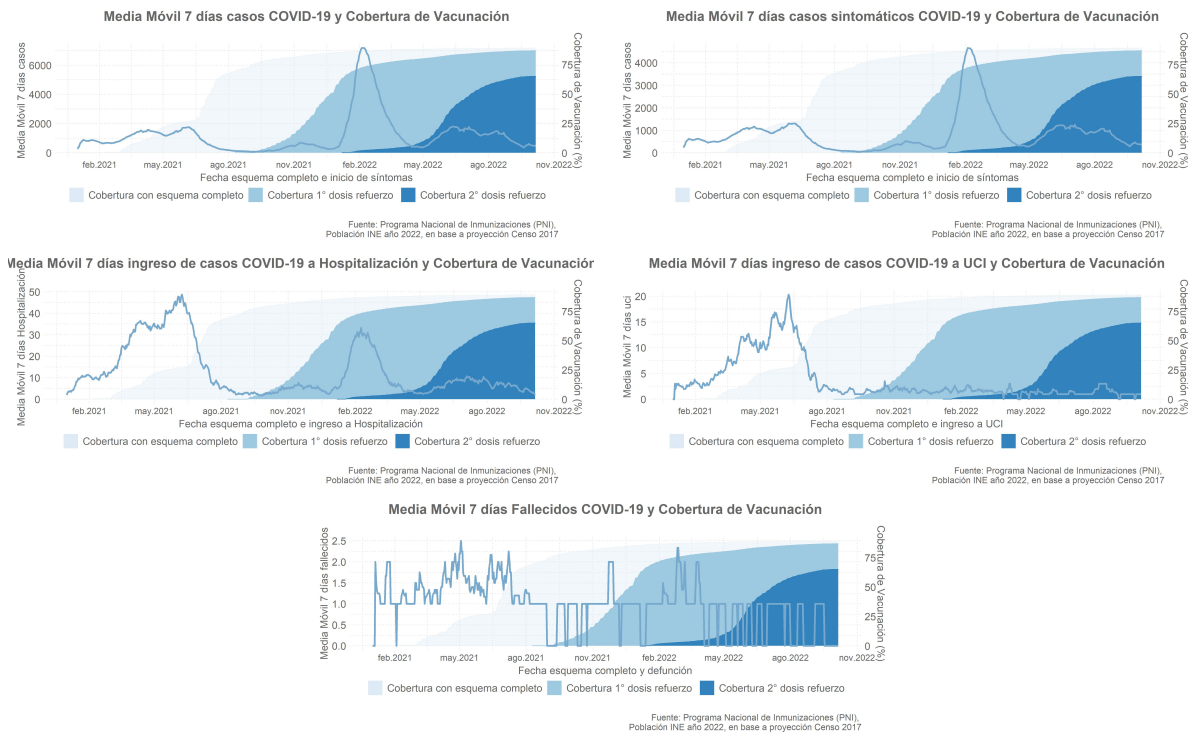 Media Móvil 7 días casos COVID-19 y Cobertura de Vacunación
Media Móvil 7 días casos
Cobertura de Vacunación (%)
6000
4000
2000
0
75
50
25
0
feb.2021 may.2021 ago.2021 nov.2021 feb.2022 may.2022 ago.2022 nov.2022
Fecha esquema completo e inicio de síntomas
Cobertura con esquema completo Cobertura 1° dosis refuerzo Cobertura 2° dosis refuerzo
Fuente: Programa Nacional de Inmunizaciones (PNI),
Población INE año 2022, en base a proyección Censo 2017
Media Móvil 7 días casos sintomáticos COVID-19 y Cobertura de Vacunación
Media Móvil 7 días casos
Cobertura de Vacunación (%)
4000
3000
2000
1000
0
75
50
25
0
feb.2021 may.2021 ago.2021 nov.2021 feb.2022 may.2022 ago.2022 nov.2022
Fecha esquema completo e inicio de síntomas
Cobertura con esquema completo Cobertura 1° dosis refuerzo Cobertura 2° dosis refuerzo
Fuente: Programa Nacional de Inmunizaciones (PNI),
Población INE año 2022, en base a proyección Censo 2017
Media Móvil 7 días ingreso de casos COVID-19 a Hospitalización y Cobertura de Vacunación
Media Móvil 7 días Hospitalización
Cobertura de Vacunación (%)
50
40
30
20
10
0
75
50
25
0
feb.2021 may.2021 ago.2021 nov.2021 feb.2022 may.2022 ago.2022 nov.2022
Fecha esquema completo e ingreso a Hospitalización
Cobertura con esquema completo Cobertura 1° dosis refuerzo Cobertura 2° dosis refuerzo
Fuente: Programa Nacional de Inmunizaciones (PNI),
Población INE año 2022, en base a proyección Censo 2017
Media Móvil 7 días ingreso de casos COVID-19 a UCI y Cobertura de Vacunación
Media Móvil 7 días uci
Cobertura de Vacunación (%)
20
15
10
5
0
75
50
25
0
feb.2021 may.2021 ago.2021 nov.2021 feb.2022 may.2022 ago.2022 nov.2022
Fecha esquema completo e ingreso a UCI
Cobertura con esquema completo Cobertura 1° dosis refuerzo Cobertura 2° dosis refuerzo
Fuente: Programa Nacional de Inmunizaciones (PNI),
Población INE año 2022, en base a proyección Censo 2017
Media Móvil 7 días Fallecidos COVID-19 y Cobertura de Vacunación
Media Móvil 7 días fallecidos
Cobertura de Vacunación (%)
2.5
2.0
1.5
1.0
0.5
0.0
75
50
25
0
feb.2021 may.2021 ago.2021 nov.2021 feb.2022 may.2022 ago.2022 nov.2022
Fecha esquema completo y defunción
Cobertura con esquema completo Cobertura 1° dosis refuerzo Cobertura 2° dosis refuerzo
Fuente: Programa Nacional de Inmunizaciones (PNI),
Población INE año 2022, en base a proyección Censo 2017